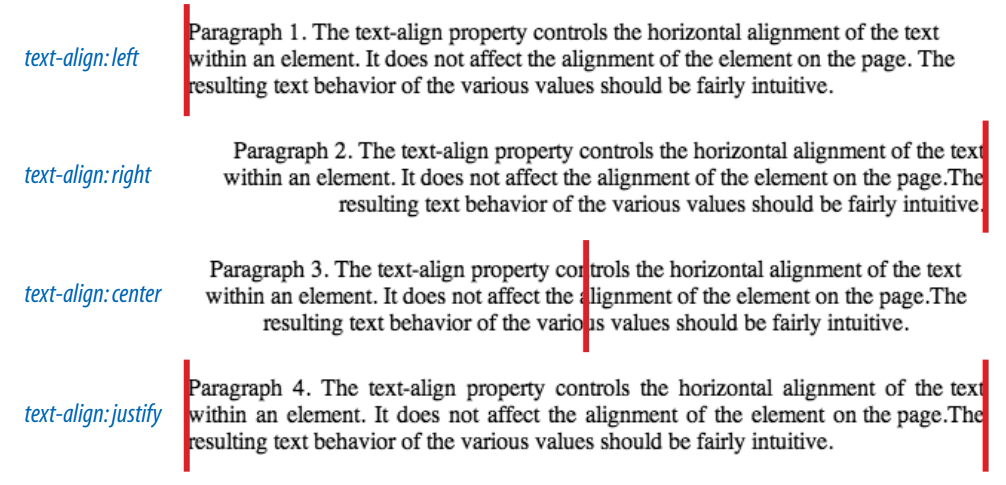 text-align: left
Paragraph 1. The text-align property controls the horizontal alignment of the text
within an element. It does not affect the alignment of the element on the page. The
resulting text behavior of the various values should be fairly intuitive.
text-align: right
Paragraph 2. The text-align property controls the horizontal alignment of the text
within an element. It does not affect the alignment of the element on the page.The
resulting text behavior of the various values should be fairly intuitive.
text-align: center
Paragraph 3. The text-align property controls the horizontal alignment of the text
within an element. It does not affect the alignment of the element on the page.The
resulting text behavior of the various values should be fairly intuitive.
text-align: justify
Paragraph 4. The text-align property controls the horizontal alignment of the text
within an element. It does not affect the alignment of the element on the page.The
resulting text behavior of the various values should be fairly intuitive.